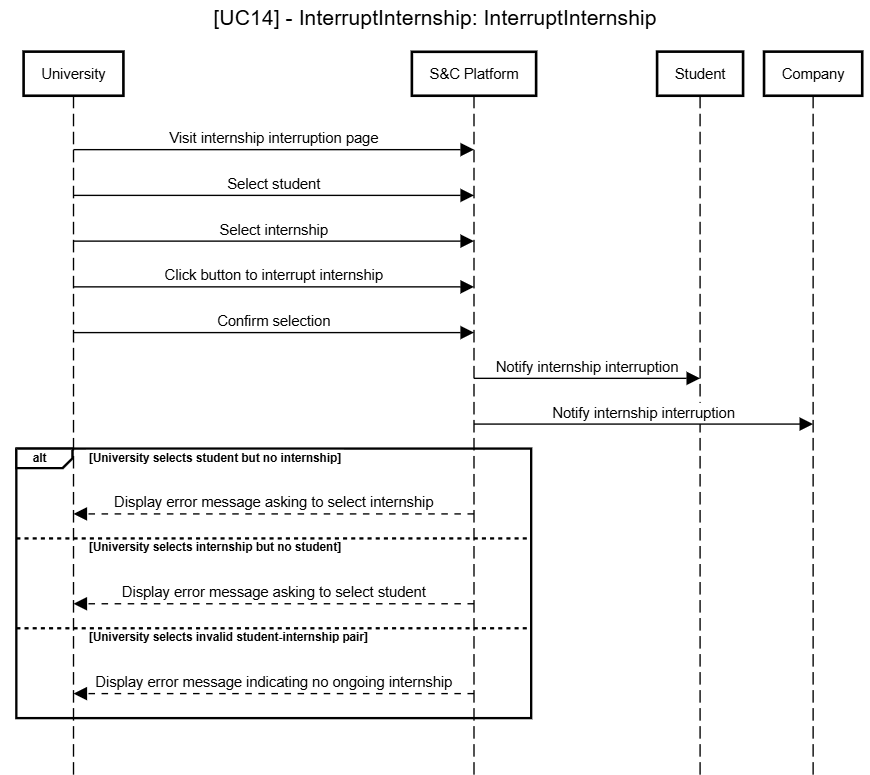 [UC14] - InterruptInternship: InterruptInternship
University
S&C Platform
Student
Company
Visit internship interruption page
Select student
Select internship
Click button to interrupt internship
Confirm selection
Notify internship interruption
Notify internship interruption
alt
[University selects student but no internship]
Display error message asking to select internship
[University selects internship but no student]
Display error message asking to select student
[University selects invalid student-internship pair]
Display error message indicating no ongoing internship